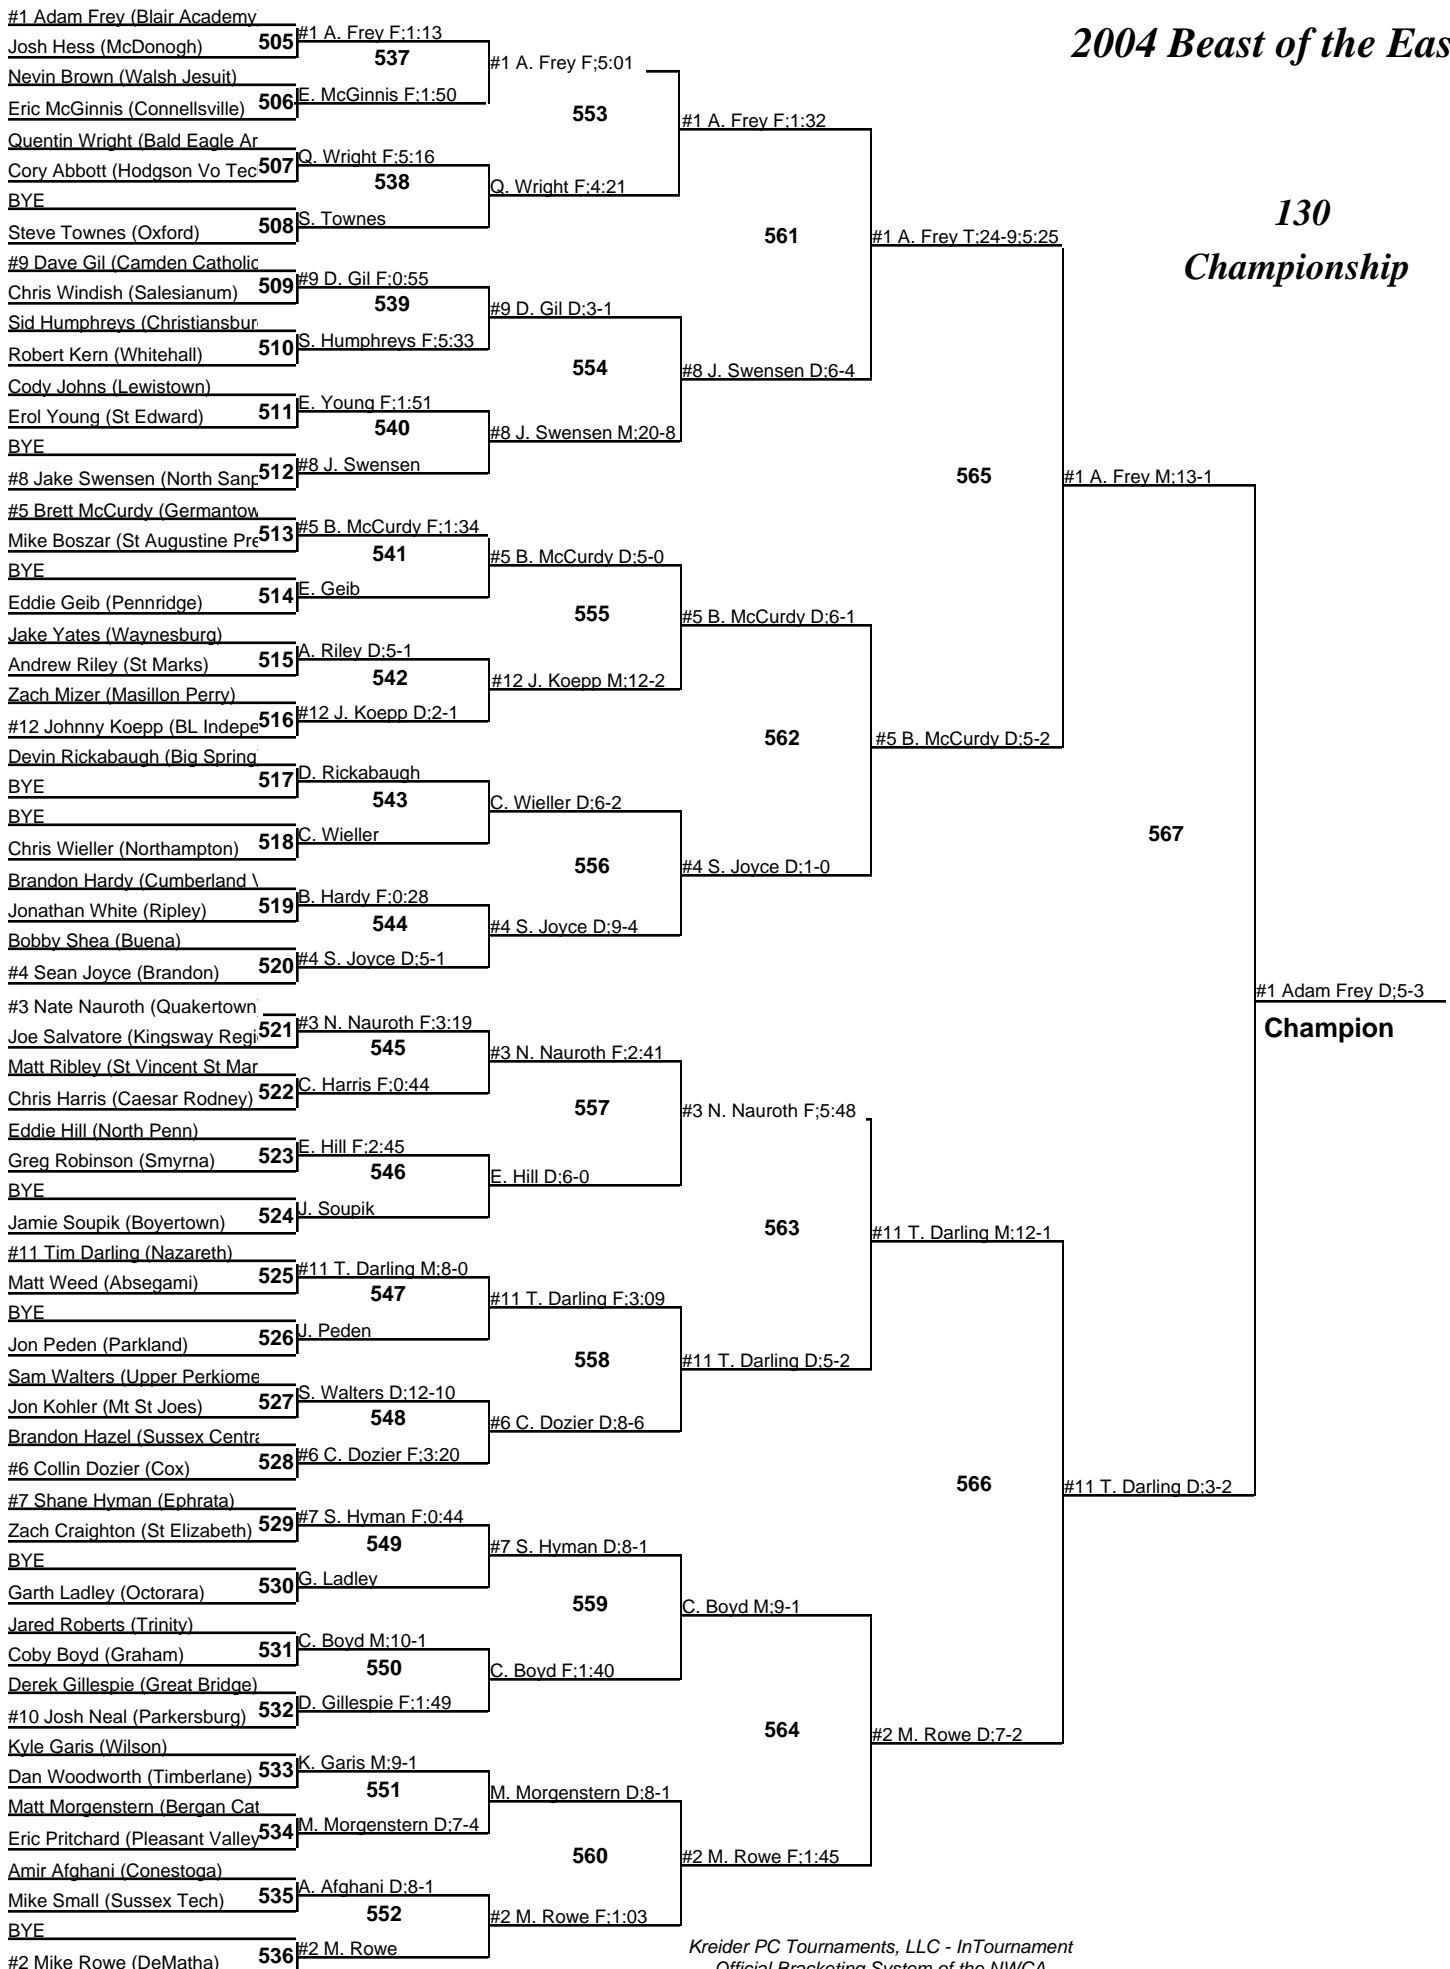 2004 Beast of the Eas
130
Championship
#1 Adam Frey (Blair Academy
Josh Hess (McDonogh)
505
Nevin Brown (Walsh Jesuit)
Eric McGinnis (Connellsville)
506
Quentin Wright (Bald Eagle Ar
Cory Abbott (Hodgson Vo Tec
507
BYE
Steve Townes (Oxford)
508
#9 Dave Gil (Camden Catholic
Chris Windish (Salesianum)
509
Sid Humphreys (Christiansbur
Robert Kern (Whitehall)
510
Cody Johns (Lewistown)
Erol Young (St Edward)
511
BYE
#8 Jake Swensen (North Sanp
512
#5 Brett McCurdy (Germantow
Mike Boszar (St Augustine Pre
513
BYE
Eddie Geib (Pennridge)
514
Jake Yates (Waynesburg)
Andrew Riley (St Marks)
515
Zach Mizer (Masillon Perry)
#12 Johnny Koepp (BL Indepe
516
Devin Rickabaugh (Big Spring
BYE
517
BYE
Chris Wieller (Northampton)
518
Brandon Hardy (Cumberland V
Jonathan White (Ripley)
519
Bobby Shea (Buena)
#4 Sean Joyce (Brandon)
520
#3 Nate Nauroth (Quakertown
Joe Salvatore (Kingsway Regi
521
Matt Ribley (St Vincent St Mar
Chris Harris (Caesar Rodney)
522
Eddie Hill (North Penn)
Greg Robinson (Smyrna)
523
BYE
Jamie Soupik (Boyertown)
524
#11 Tim Darling (Nazareth)
Matt Weed (Absegami)
525
BYE
Jon Peden (Parkland)
526
Sam Walters (Upper Perkiome
Jon Kohler (Mt St Joes)
527
Brandon Hazel (Sussex Centra
#6 Collin Dozier (Cox)
528
#7 Shane Hyman (Ephrata)
Zach Craighton (St Elizabeth)
529
BYE
Garth Ladley (Octorara)
530
Jared Roberts (Trinity)
Coby Boyd (Graham)
531
Derek Gillespie (Great Bridge)
#10 Josh Neal (Parkersburg)
532
Kyle Garis (Wilson)
Dan Woodworth (Timberlane)
533
Matt Morgenstern (Bergan Cat
Eric Pritchard (Pleasant Valley
534
Amir Afghani (Conestoga)
Mike Small (Sussex Tech)
535
BYE
#2 Mike Rowe (DeMatha)
536
#1 A. Frey F;1:13
537
E. McGinnis F;1:50
Q. Wright F;5:16
538
S. Townes
#9 D. Gil F;0:55
539
S. Humphreys F;5:33
E. Young F;1:51
540
#8 J. Swensen
#5 B. McCurdy F;1:34
541
E. Geib
A. Riley D;5-1
542
#12 J. Koepp D;2-1
D. Rickabaugh
543
C. Wieller
B. Hardy F;0:28
544
#4 S. Joyce D;5-1
#3 N. Nauroth F;3:19
545
C. Harris F;0:44
E. Hill F;2:45
546
J. Soupik
#11 T. Darling M;8-0
547
J. Peden
S. Walters D;12-10
548
#6 C. Dozier F;3:20
#7 S. Hyman F;0:44
549
G. Ladley
C. Boyd M;10-1
550
D. Gillespie F;1:49
K. Garis M;9-1
551
M. Morgenstern D;7-4
A. Afghani D;8-1
552
#2 M. Rowe
#1 A. Frey F;5:01
553
Q. Wright F;4:21
#9 D. Gil D;3-1
554
#8 J. Swensen M;20-8
#5 B. McCurdy D;5-0
555
#12 J. Koepp M;12-2
C. Wieller D;6-2
556
#4 S. Joyce D;9-4
#3 N. Nauroth F;2:41
557
E. Hill D;6-0
#11 T. Darling F;3:09
558
#6 C. Dozier D;8-6
#7 S. Hyman D;8-1
559
C. Boyd F;1:40
M. Morgenstern D;8-1
560
#2 M. Rowe F;1:03
#1 A. Frey F;1:32
561
#8 J. Swensen D;6-4
#5 B. McCurdy D;6-1
562
#4 S. Joyce D;1-0
#3 N. Nauroth F;5:48
563
#11 T. Darling D;5-2
C. Boyd M;9-1
564
#2 M. Rowe F;1:45
#1 A. Frey T;24-9;5:25
565
#5 B. McCurdy D;5-2
#11 T. Darling M;12-1
566
#2 M. Rowe D;7-2
#1 A. Frey M;13-1
567
#11 T. Darling D;3-2
#1 Adam Frey D;5-3
Champion
Kreider PC Tournaments, LLC - InTournament
Official Bracketing System of the NWCA